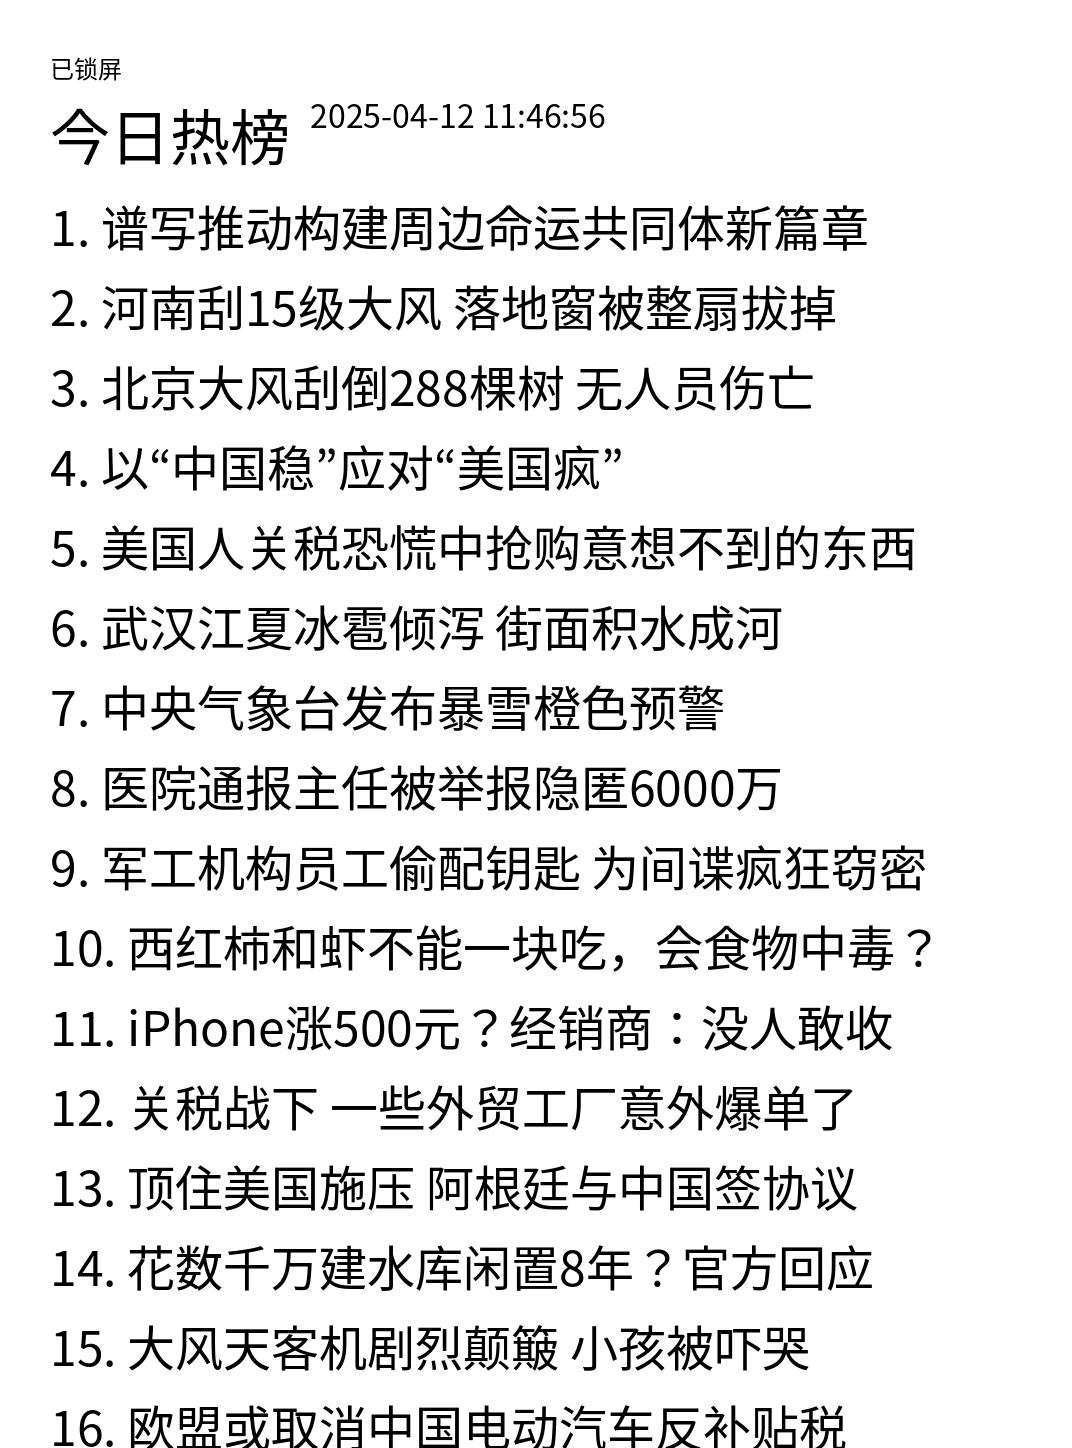 已锁屏
今日热榜 2025-04-12 11:46:56
1. 谱写推动构建周边命运共同体新篇章
2. 河南刮15级大风 落地窗被整扇拔掉
3. 北京大风刮倒288棵树 无人员伤亡
4. 以“中国稳”应对“美国疯”
5. 美国人关税恐慌中抢购意想不到的东西
6. 武汉江夏冰雹倾泻 街面积水成河
7. 中央气象台发布暴雪橙色预警
8. 医院通报主任被举报隐匿6000万
9. 军工机构员工偷配钥匙 为间谍疯狂窃密
10. 西红柿和虾不能一块吃，会食物中毒？
11. iPhone涨500元？经销商：没人敢收
12. 关税战下 一些外贸工厂意外爆单了
13. 顶住美国施压 阿根廷与中国签协议
14. 花数千万建水库闲置8年？官方回应
15. 大风天客机剧烈颠簸 小孩被吓哭
16. 欧盟或取消中国电动汽车反补贴税